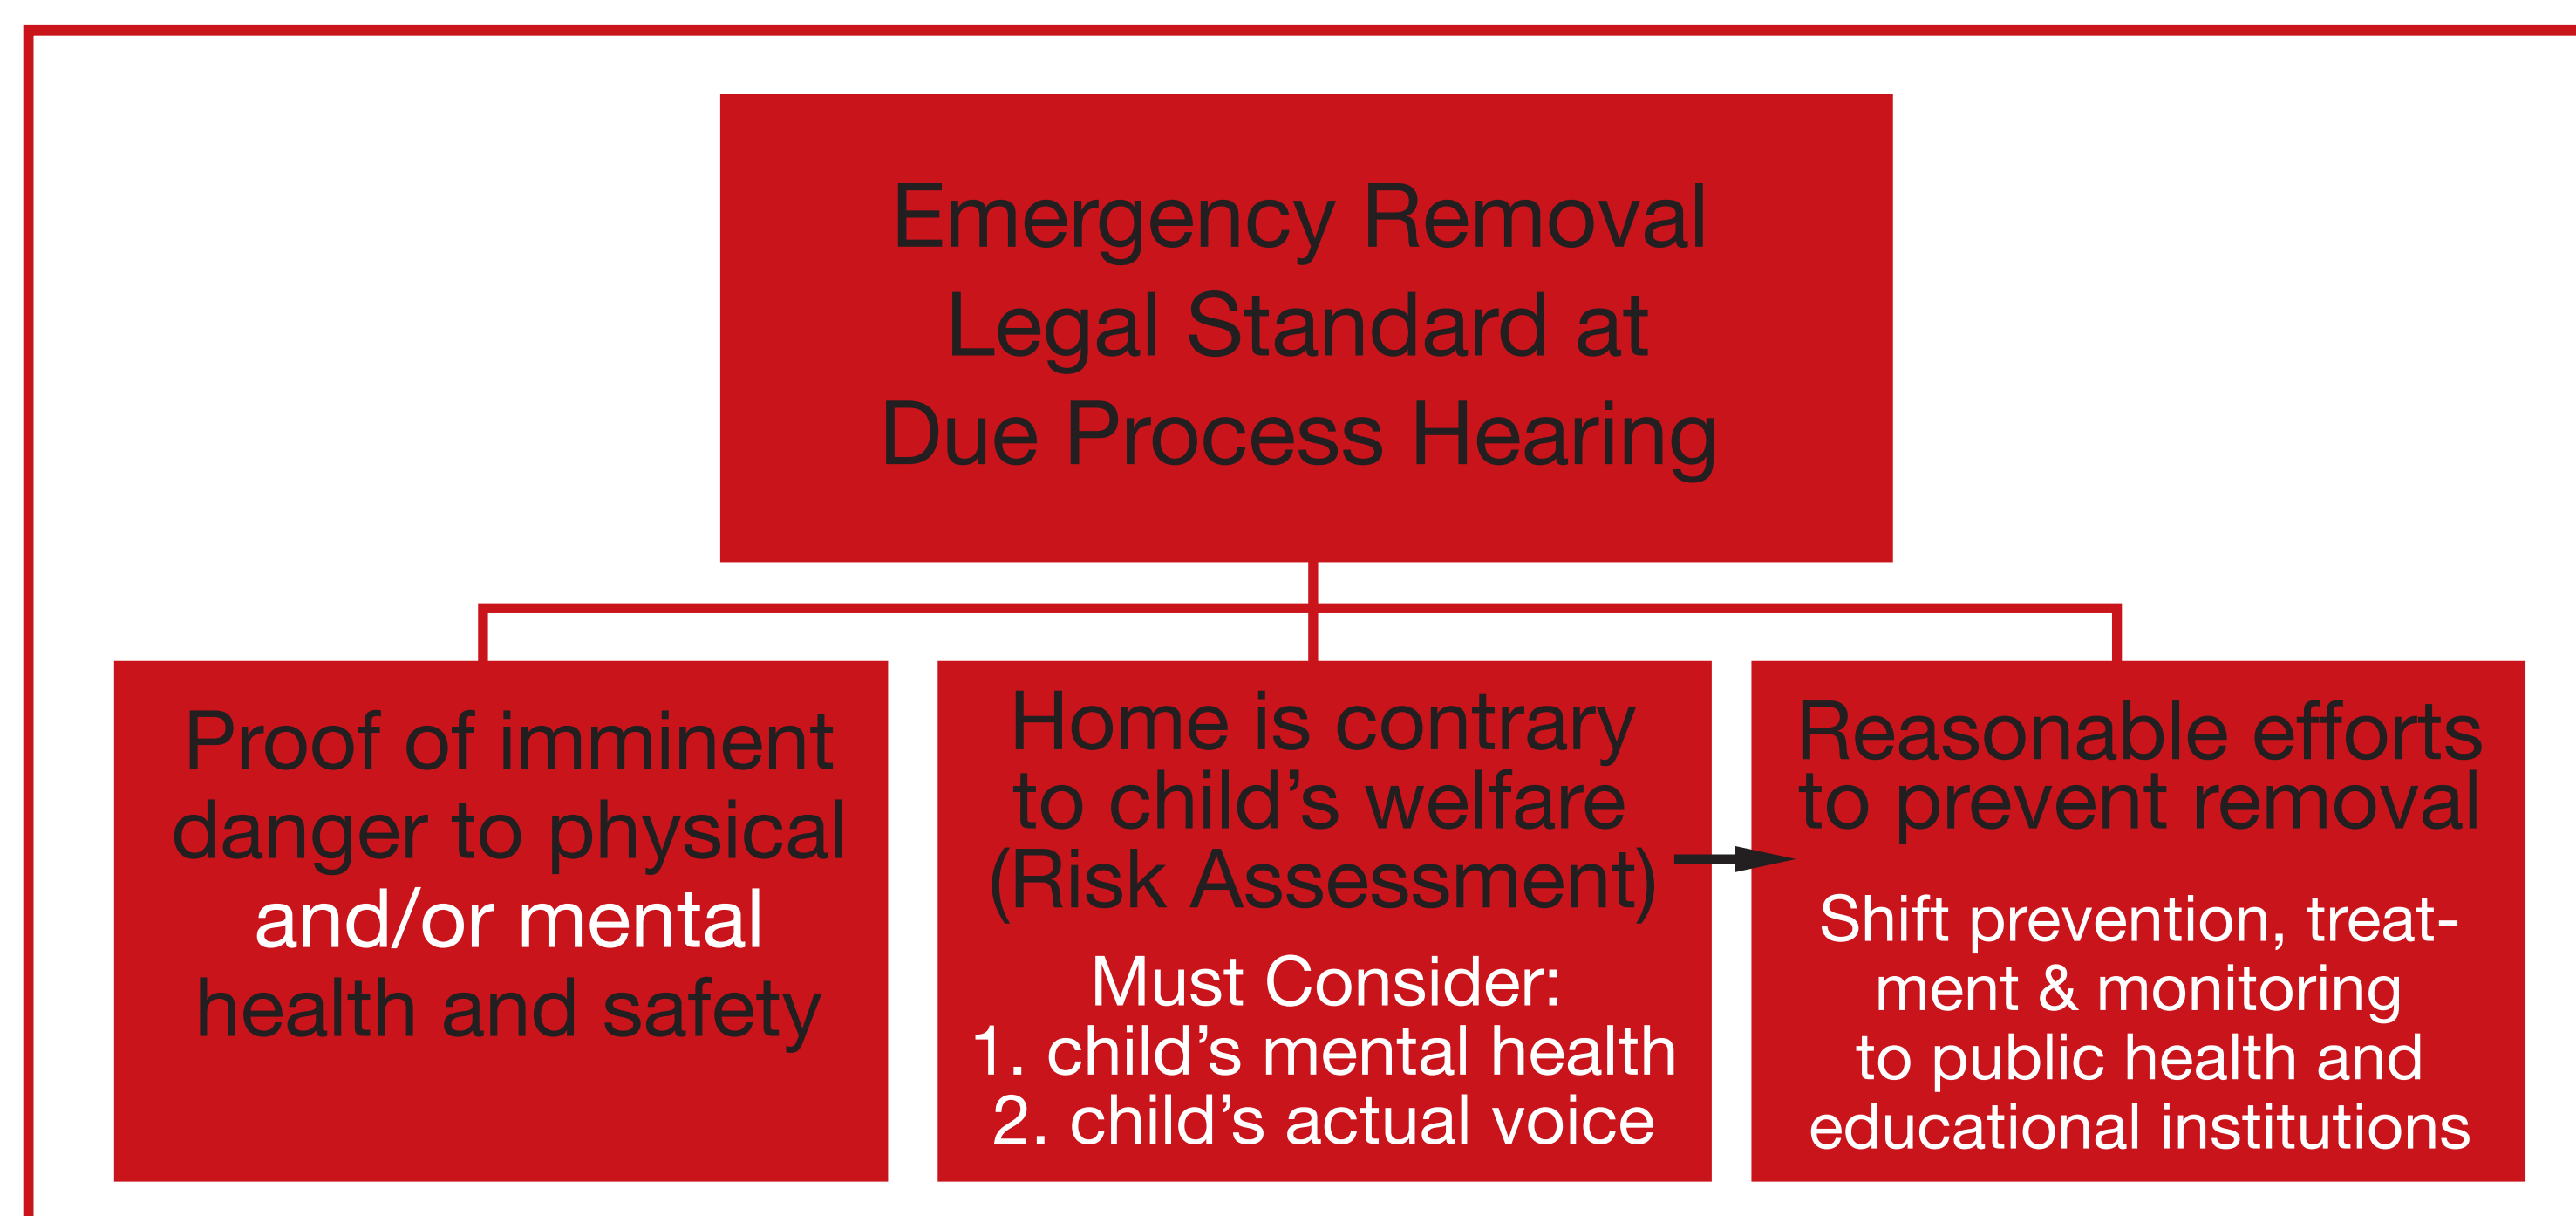 Emergency Removal
Legal Standard at
Due Process Hearing
Proof of imminent
danger to physical
and/or mental
health and safety
Home is contrary
to child’s welfare
(Risk Assessment)
Must Consider:
1. child’s mental health
2. child’s actual voice
Reasonable efforts
to prevent removal
Shift prevention, treat-
ment & monitoring
to public health and
educational institutions